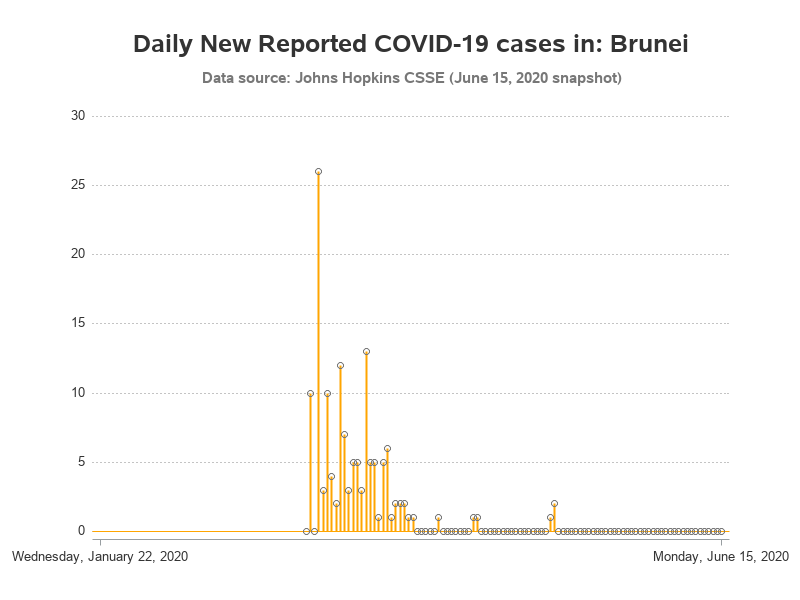 Daily New Reported COVID-19 cases in: Brunei
Data source: Johns Hopkins CSSE (June 15, 2020 snapshot)
30
25
20
15
10
5
0
Wednesday, January 22, 2020
Monday, June 15, 2020